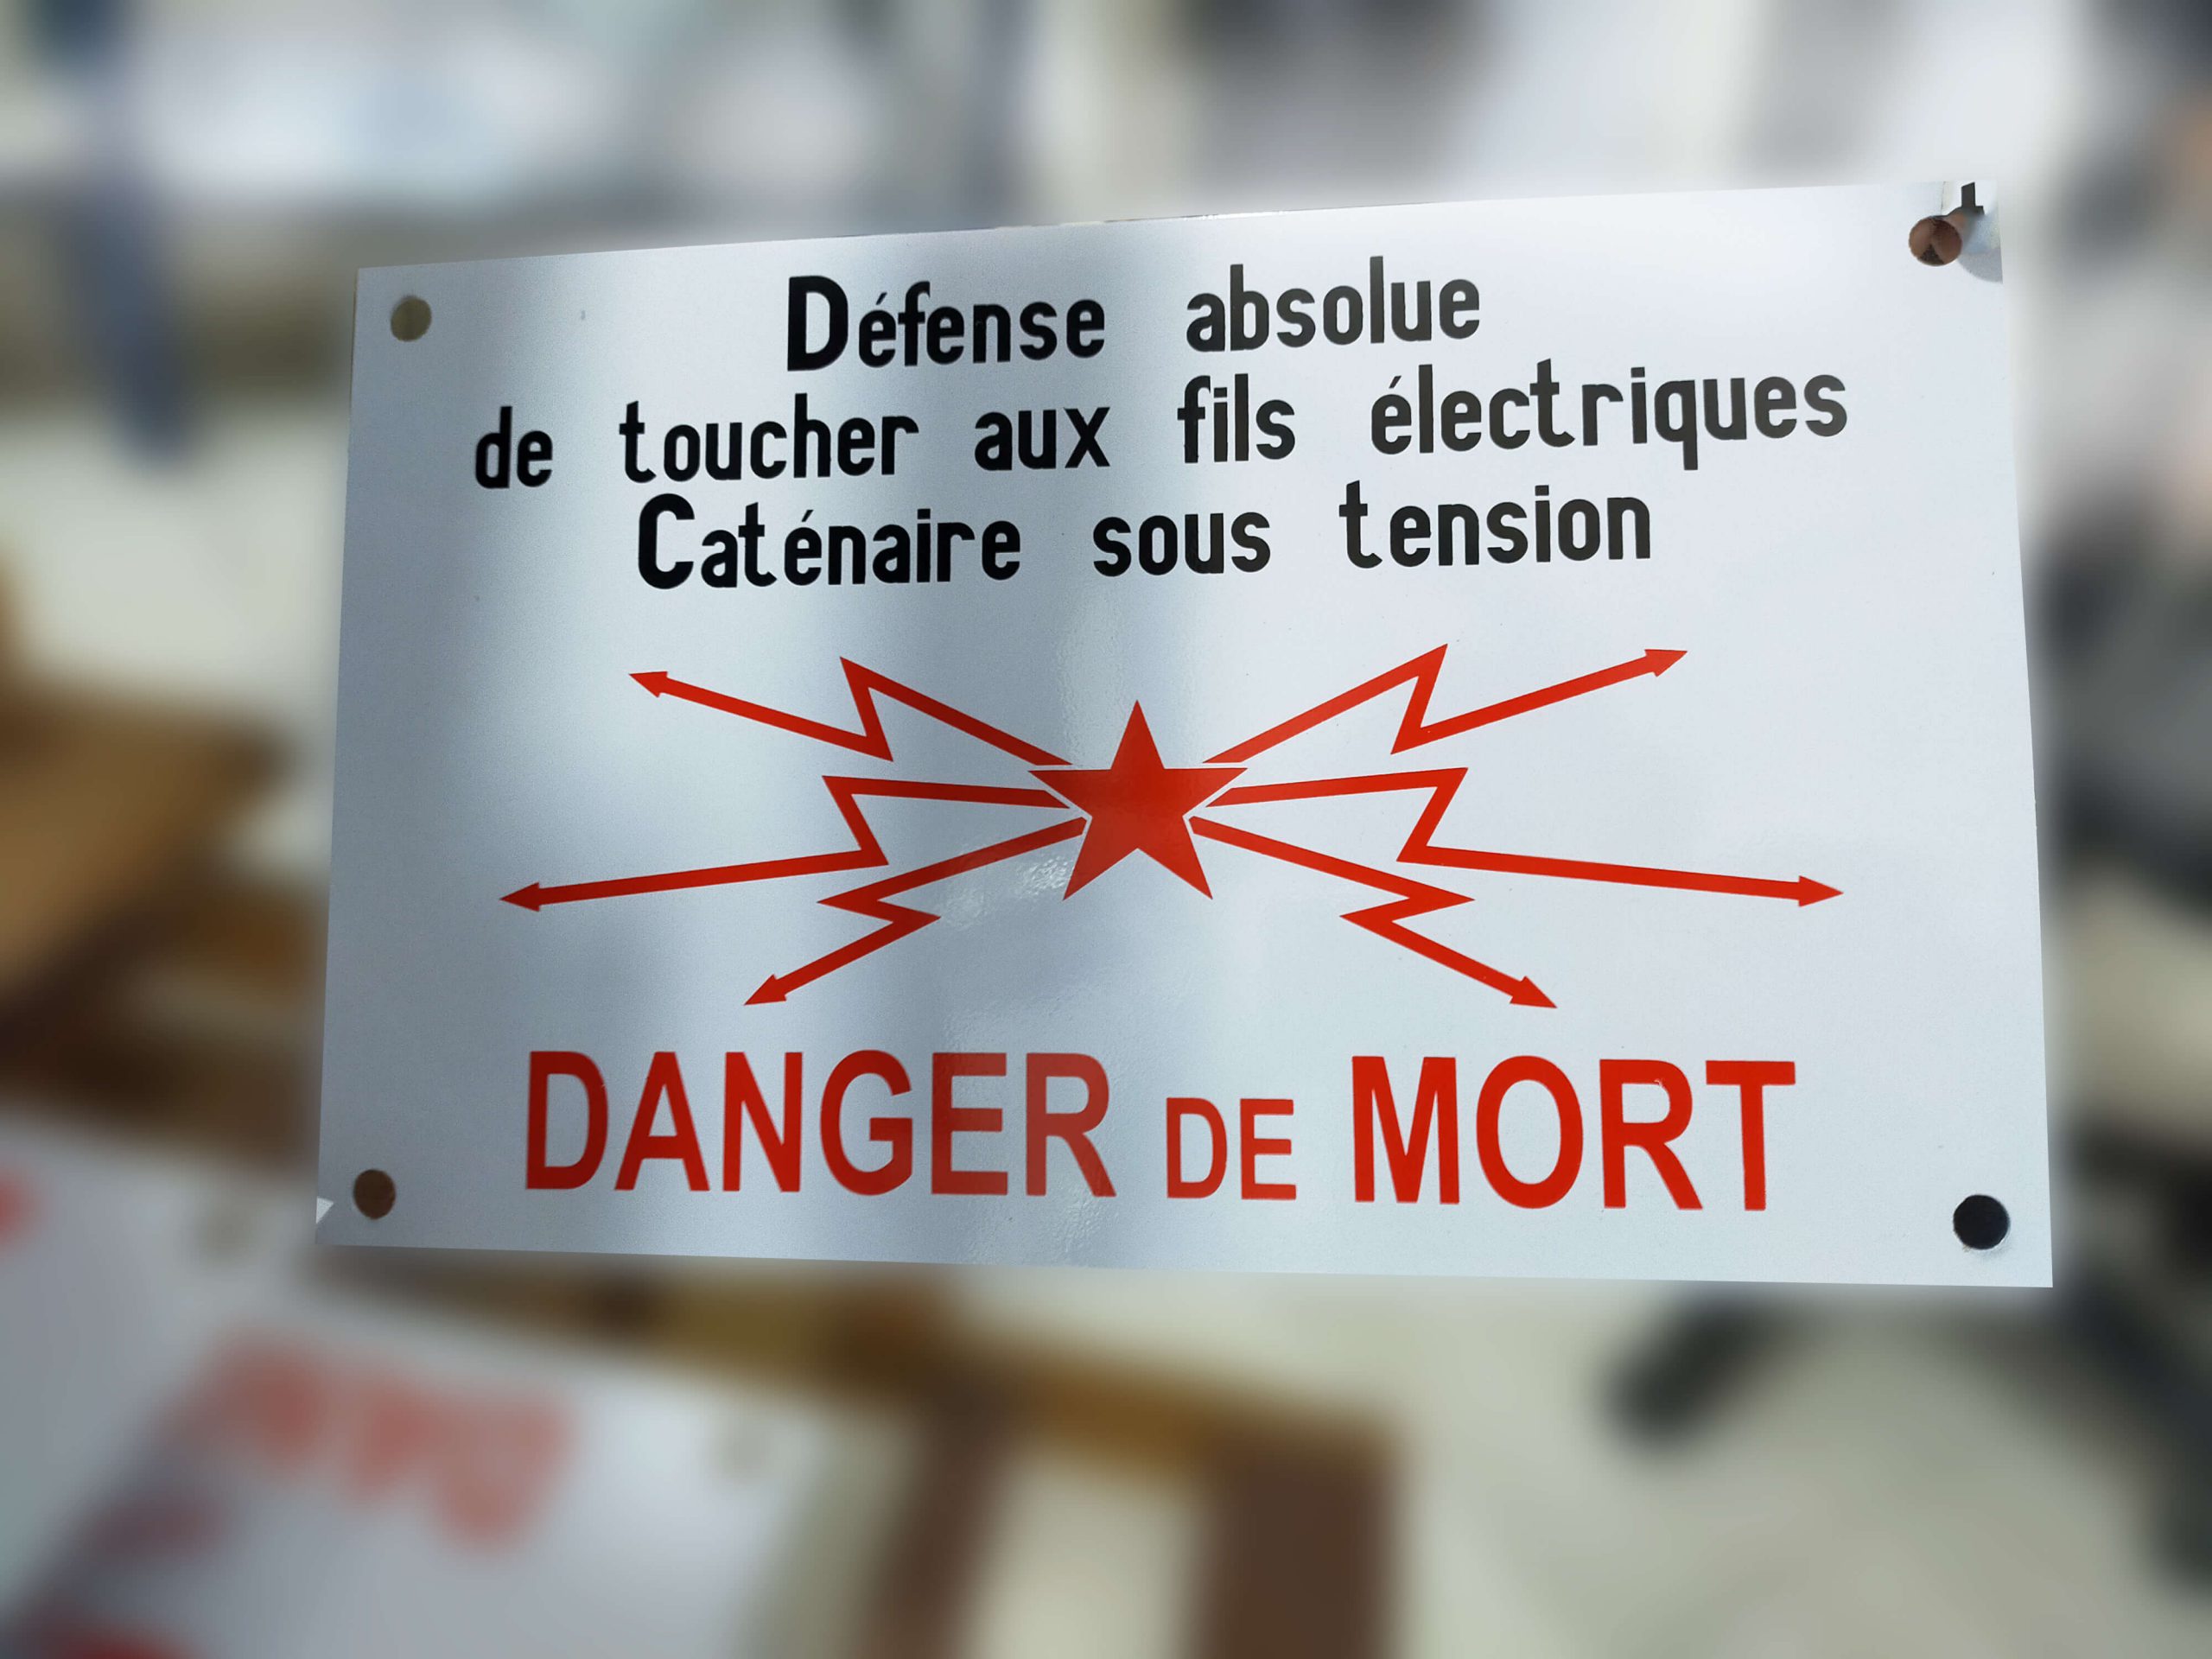 Défense absolue
de toucher aux fils électriques
Caténaire sous tension
DANGER DE MORT